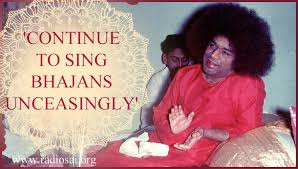 'CONTINUE
TO SING
BHAJANS
UNCEASINGLY'
www.radiosai.org